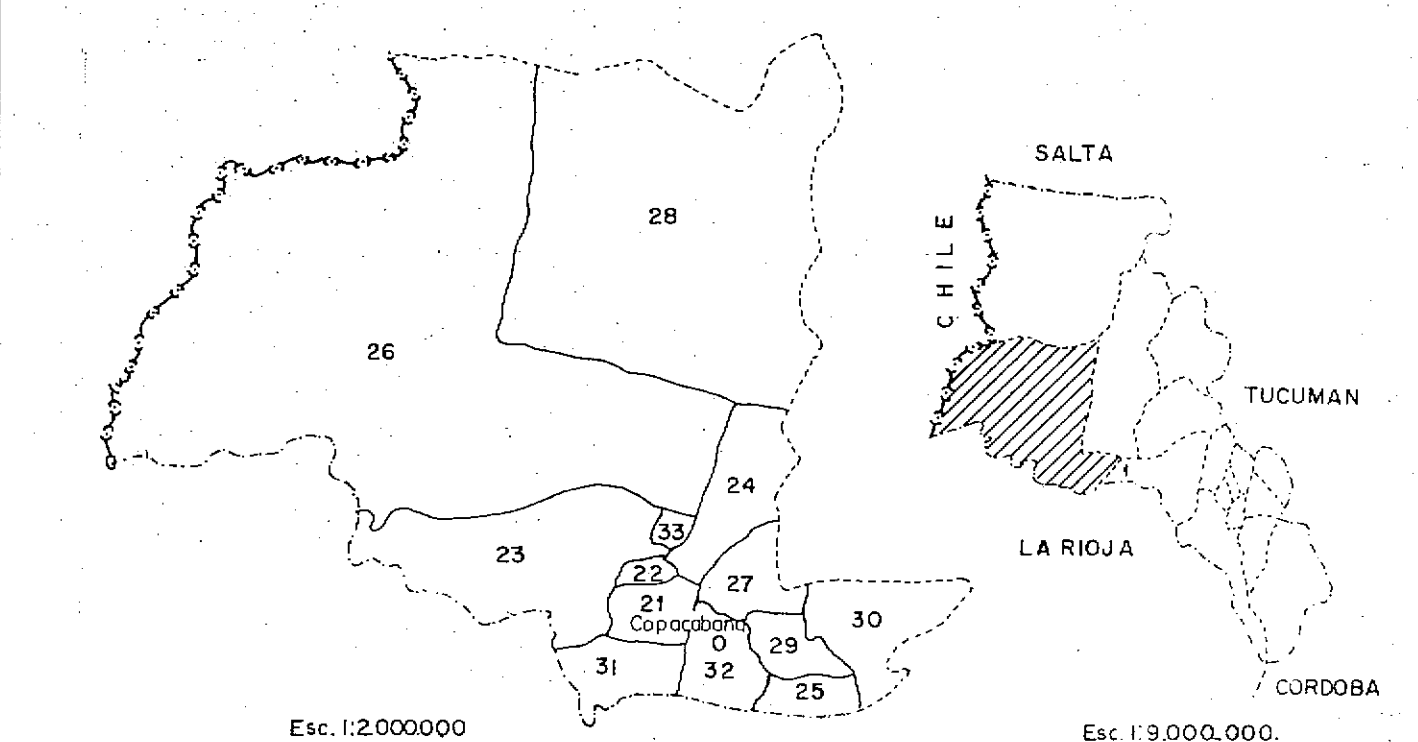 28
26
24
33
23
22
27
21
30
Copacabana
O
29
31
32
25
Esc. 1:2.000.000
SALTA
CHILE
TUCUMAN
LA RIOJA
CORDOBA
Esc. 1:9.000.000.